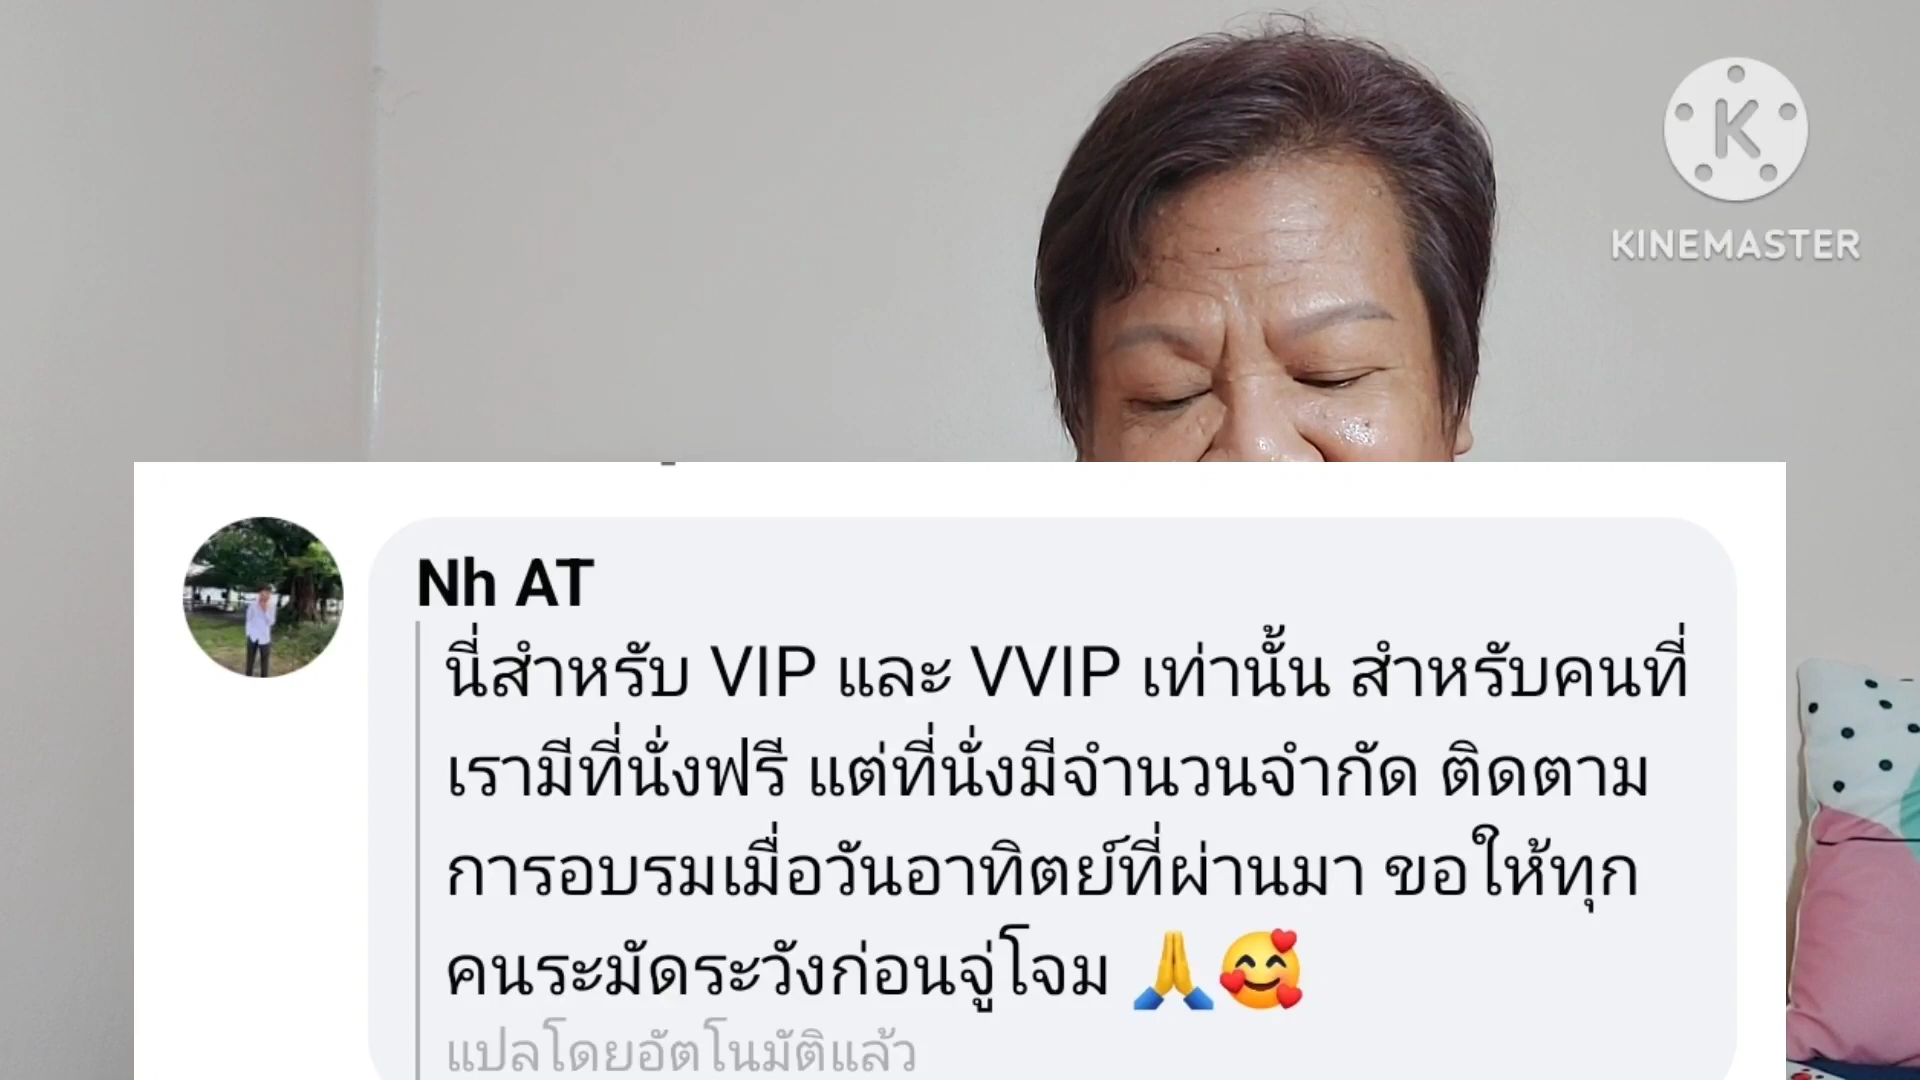 K
KINEMASTER
Nh AT
นี่สำหรับ VIP และ VVIP เท่านั้น สำหรับคนที่
เรามีที่นั่งฟรี แต่ที่นั่งมีจำนวนจำกัด ติดตาม
การอบรมเมื่อวันอาทิตย์ที่ผ่านมา ขอให้ทุก
คนระมัดระวังก่อนจู่โจม 🙏🥰
แปลโดยอัตโนมัติแล้ว